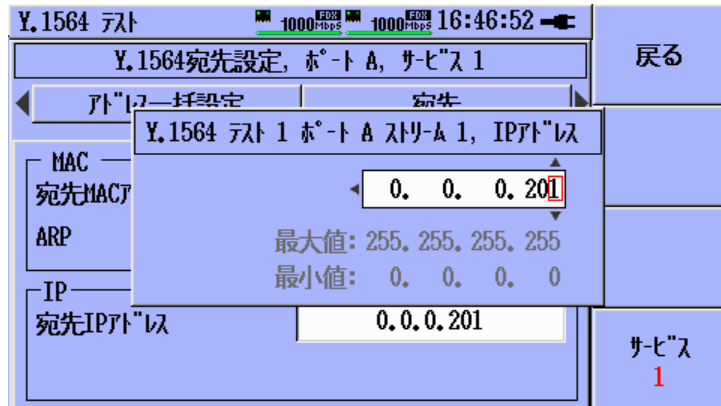 Y.1564 ﾃｽﾄ 1000 FDX Mbps 1000 FDX Mbps 16:46:52
Y.1564宛先設定, ﾎﾟｰﾄ A, ｻｰﾋﾞｽ 1
戻る
ｱﾄﾞﾚｽ一括設定 宛先
Y.1564 ﾃｽﾄ 1 ﾎﾟｰﾄ A ｽﾄﾘｰﾑ 1, IPｱﾄﾞﾚｽ
MAC
宛先MACｱ
0. 0. 0. 201
ARP
最大値: 255. 255. 255. 255
最小値: 0. 0. 0. 0
IP
宛先IPｱﾄﾞﾚｽ 0.0.0.201
ｻｰﾋﾞｽ
1